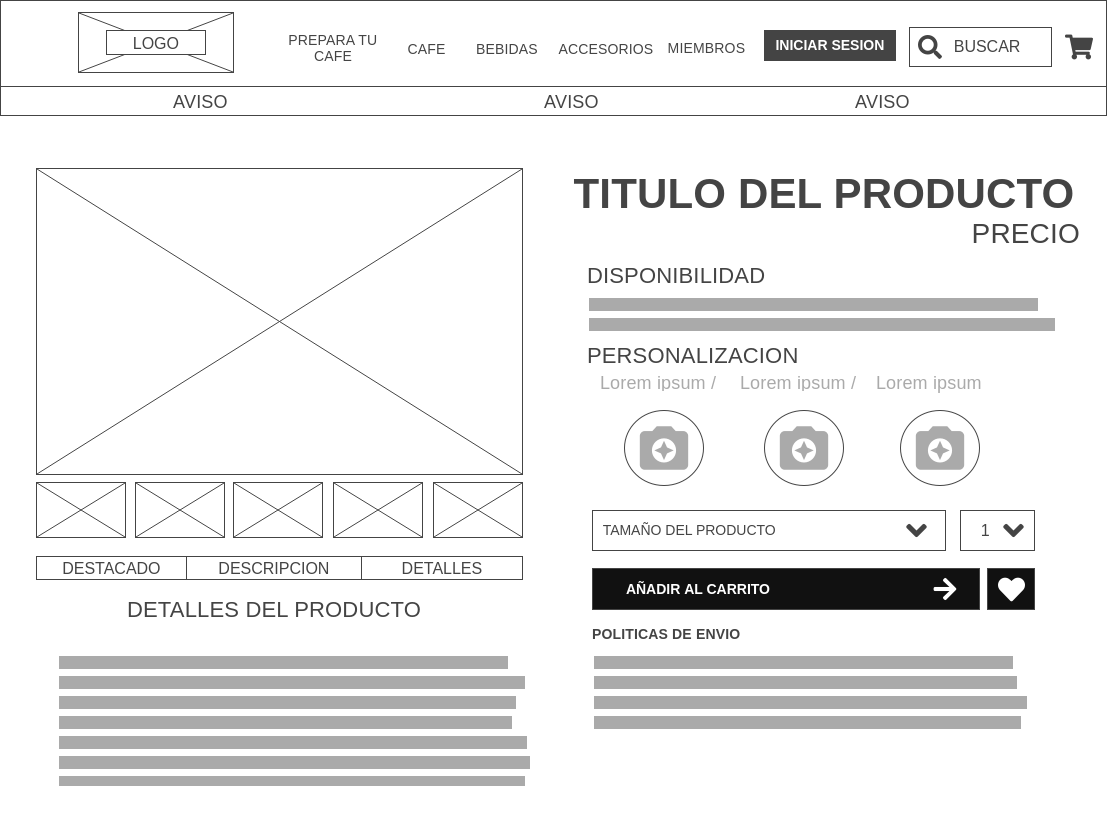 LOGO
PREPARA TU
CAFE
CAFE
BEBIDAS
ACCESORIOS
MIEMBROS
INICIAR SESION
BUSCAR
AVISO
AVISO
AVISO
TITULO DEL PRODUCTO
PRECIO
DISPONIBILIDAD
PERSONALIZACION
Lorem ipsum / Lorem ipsum / Lorem ipsum
TAMAÑO DEL PRODUCTO
1
AÑADIR AL CARRITO
POLITICAS DE ENVIO
DESTACADO
DESCRIPCION
DETALLES
DETALLES DEL PRODUCTO